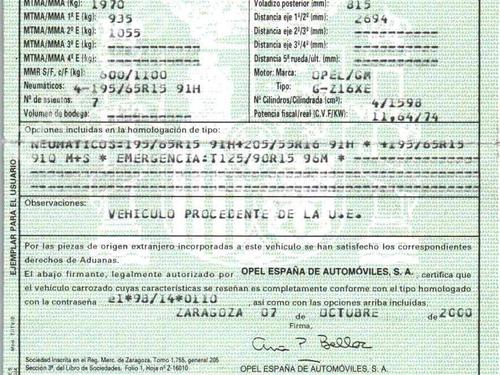 MTMA/MMA (Kg): 1970 Voladizo posterior (mm): 815
MTMA/MMA 1º E (kg): 935 Distancia eje 1º/2º (mm): 2694
MTMA/MMA 2º E (kg): 1055 Distancia eje 2º/3º (mm):
MTMA/MMA 3º E (kg): Distancia eje 3º/4º (mm):
MTMA/MMA 4º E (kg): Distancia 5ª rueda/ult. (mm):
MMR S/F, c/F (kg): 600/1100 Motor: Marca: OPEL/GM
Neumáticos: 4-195/65R15 91H Tipo: G-Z16XE
Nº de asientos: 7 Nº Cilindros/Cilindrada (cm³): 4/1598
Volumen de bodega: Potencia fiscal/real (C.V.F/KW): 11,64/74
Opciones incluidas en la homologación de tipo:
NEUMATICOS:195/65R15 91H+205/55R16 91H * +195/65R15
91Q M+S * EMERGENCIA:T125/90R15 96M *
Observaciones:
VEHICULO PROCEDENTE DE LA U.E.
Por las piezas de origen extranjero incorporadas a este vehículo se han satisfecho los correspondientes
derechos de Aduanas.
El abajo firmante, legalmente autorizado por OPEL ESPAÑA DE AUTOMÓVILES, S. A., certifica que
el vehículo carrozado cuyas características se reseñan es completamente conforme con el tipo homologado
con la contraseña e1*98/14*0110, así como con las opciones arriba incluidas.
ZARAGOZA 07 de OCTUBRE de 2000
Firma,
Sociedad Inscrita en el Reg. Merc. de Zaragoza, Tomo 1.755, general 205
Sección 3ª. del Libro de Sociedades. Folio 1, Hoja nº Z-16010 OPEL ESPAÑA DE AUTOMÓVILES, S. A.
EJEMPLAR PARA EL USUARIO